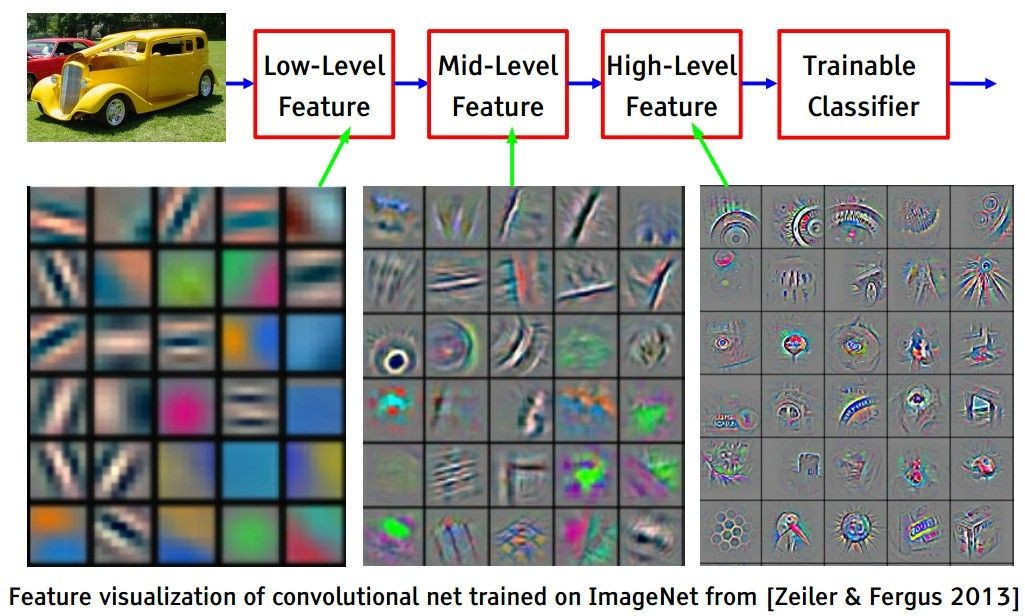 Low-Level
Feature
Mid-Level
Feature
High-Level
Feature
Trainable
Classifier
Feature visualization of convolutional net trained on ImageNet from [Zeiler & Fergus 2013]